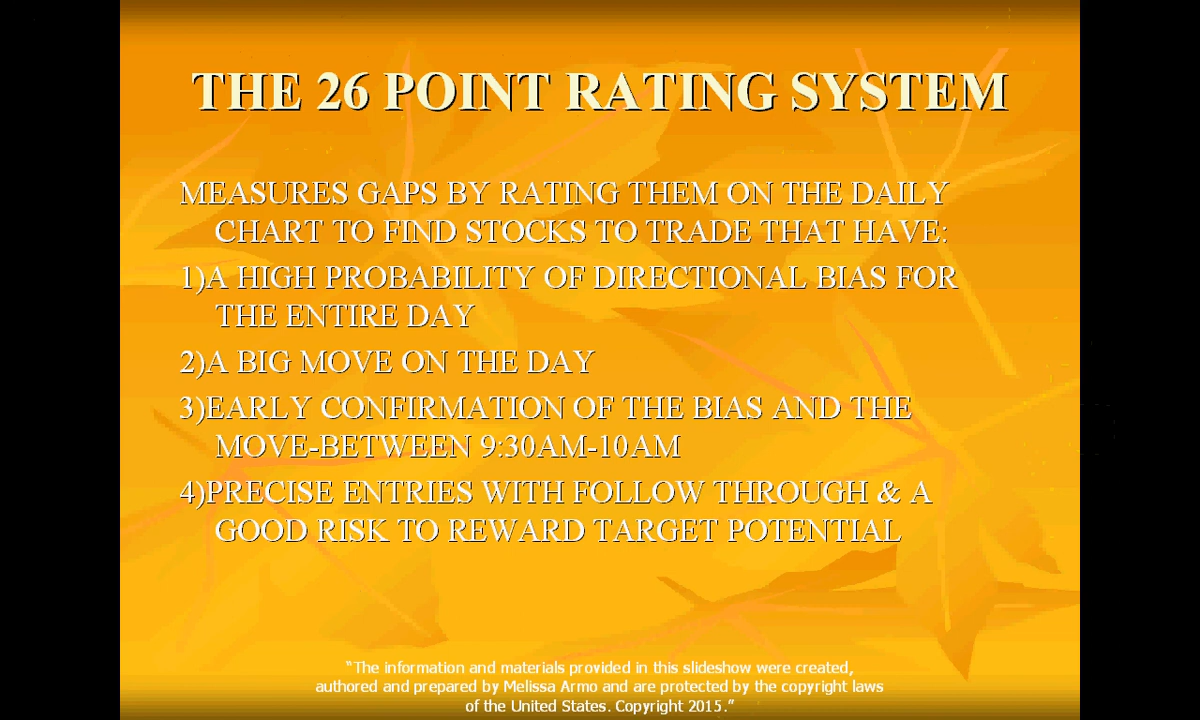 THE 26 POINT RATING SYSTEM
MEASURES GAPS BY RATING THEM ON THE DAILY
CHART TO FIND STOCKS TO TRADE THAT HAVE:
1)A HIGH PROBABILITY OF DIRECTIONAL BIAS FOR
THE ENTIRE DAY
2)A BIG MOVE ON THE DAY
3)EARLY CONFIRMATION OF THE BIAS AND THE
MOVE-BETWEEN 9:30AM-10AM
4)PRECISE ENTRIES WITH FOLLOW THROUGH & A
GOOD RISK TO REWARD TARGET POTENTIAL
“The information and materials provided in this slideshow were created,
authored and prepared by Melissa Armo and are protected by the copyright laws
of the United States. Copyright 2015.”